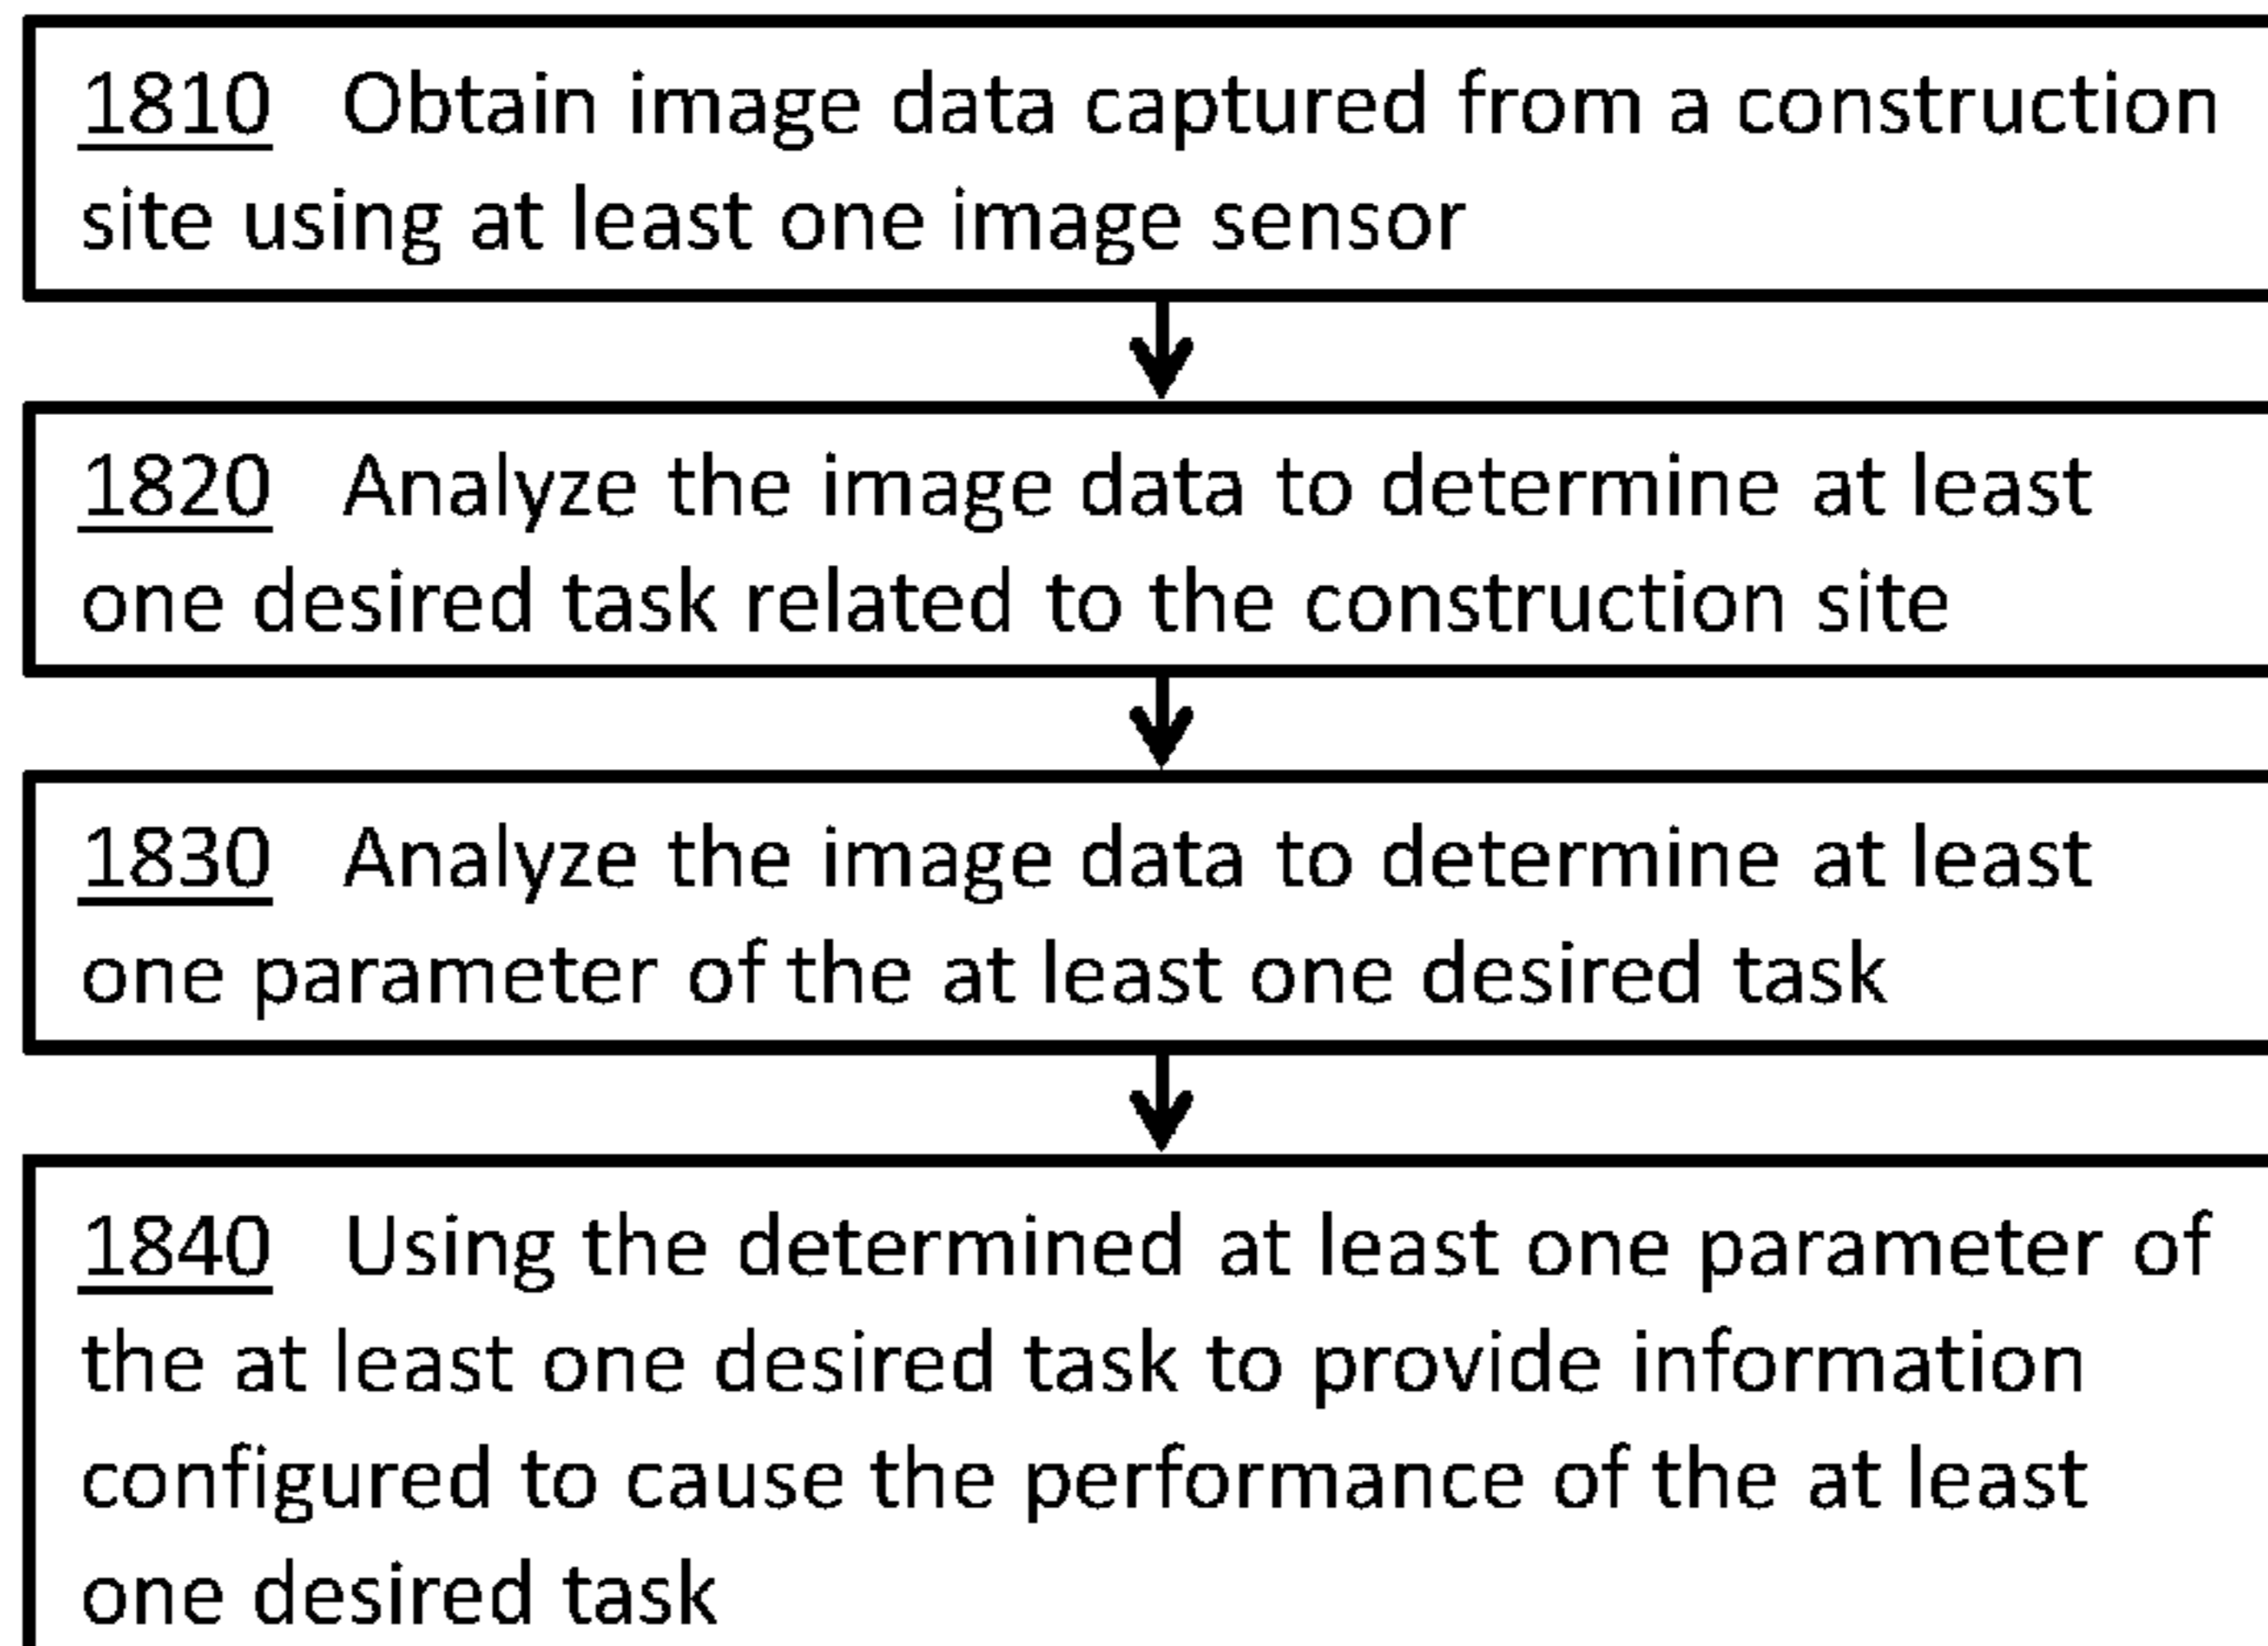 1810 Obtain image data captured from a construction
site using at least one image sensor
1820 Analyze the image data to determine at least
one desired task related to the construction site
1830 Analyze the image data to determine at least
one parameter of the at least one desired task
1840 Using the determined at least one parameter of
the at least one desired task to provide information
configured to cause the performance of the at least
one desired task